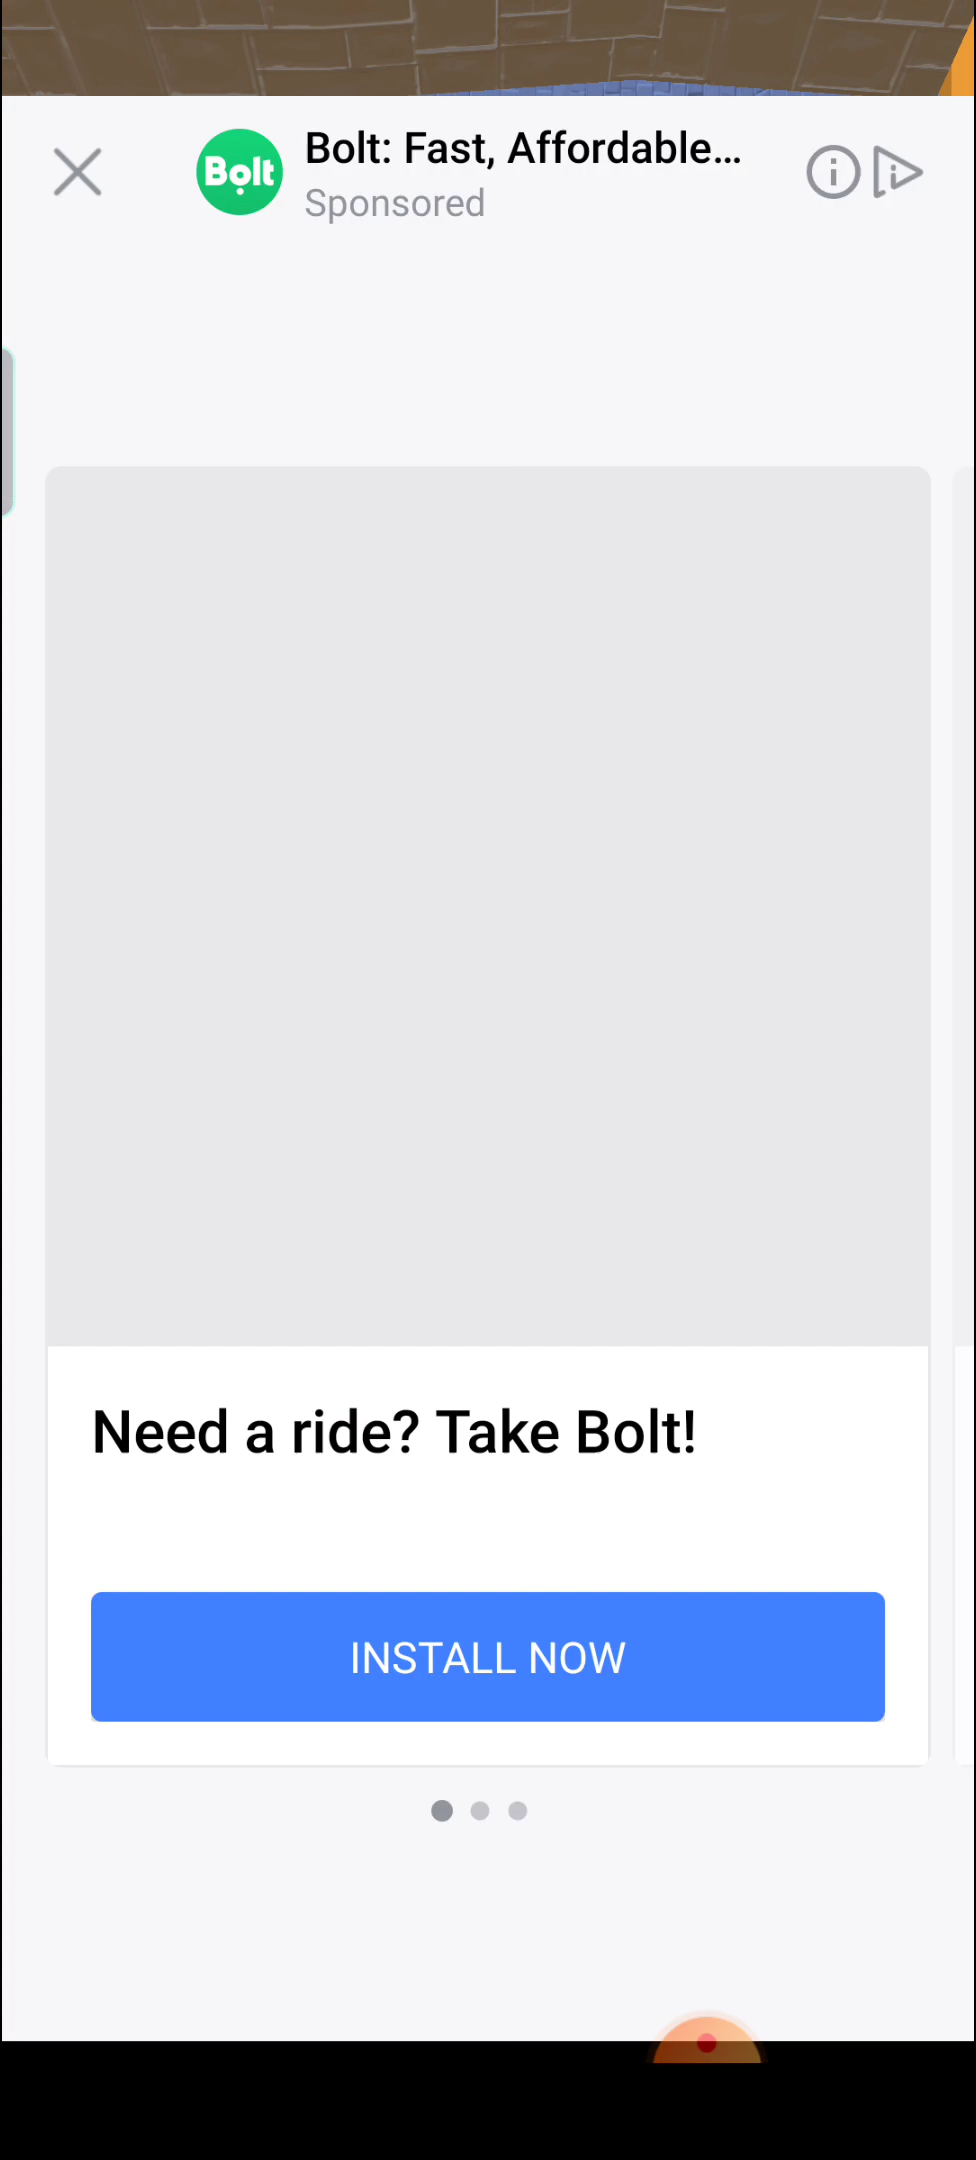 Bolt
Bolt: Fast, Affordable...
Sponsored
Need a ride? Take Bolt!
INSTALL NOW